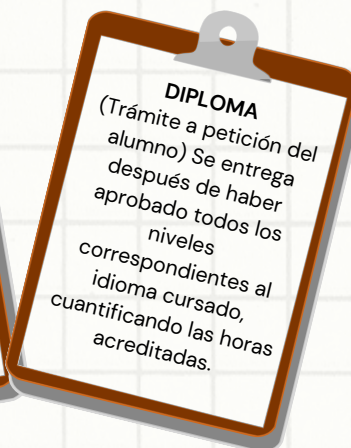 DIPLOMA
(Trámite a petición del
alumno) Se entrega
después de haber
aprobado todos los
niveles
correspondientes al
idioma cursado,
cuantificando las horas
acreditadas.